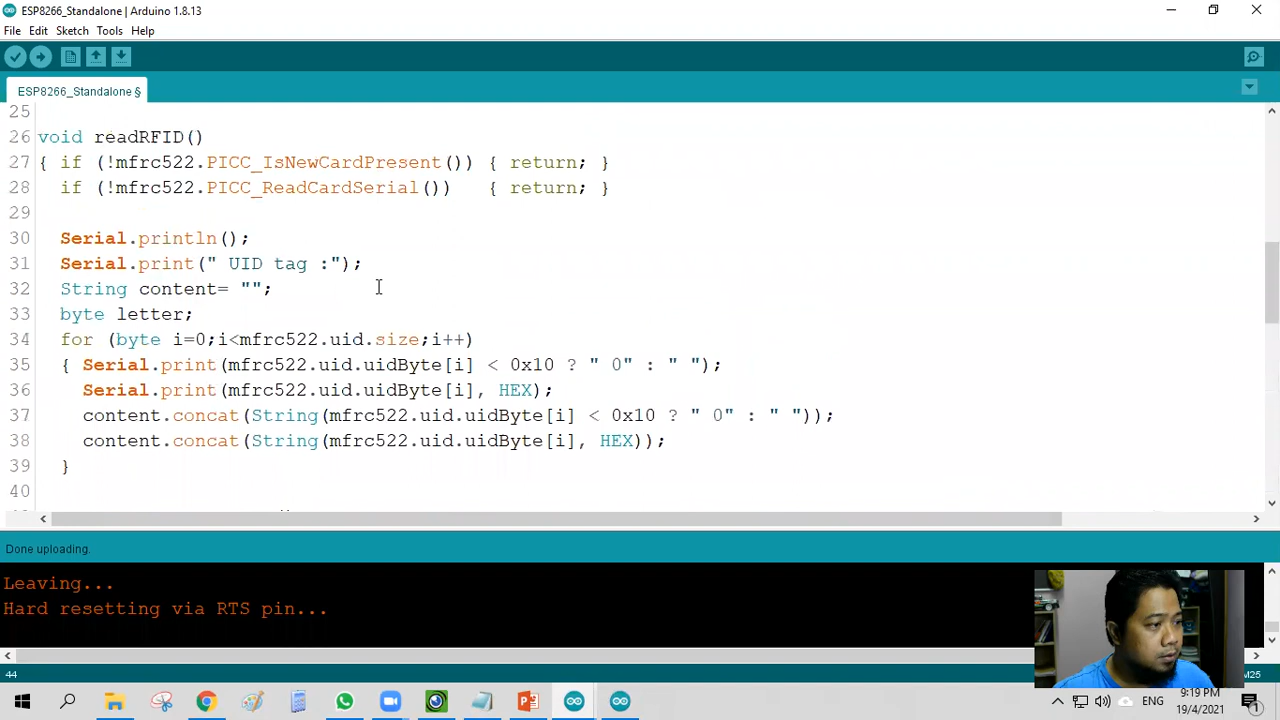 ESP8266_Standalone | Arduino 1.8.13
File Edit Sketch Tools Help
ESP8266_Standalone §
25
26 void readRFID()
27 { if (!mfrc522.PICC_IsNewCardPresent()) { return; }
28 if (!mfrc522.PICC_ReadCardSerial()) { return; }
29
30 Serial.println();
31 Serial.print(" UID tag :");
32 String content= "";
33 byte letter;
34 for (byte i=0;i<mfrc522.uid.size;i++)
35 { Serial.print(mfrc522.uid.uidByte[i] < 0x10 ? " 0" : " ");
36 Serial.print(mfrc522.uid.uidByte[i], HEX);
37 content.concat(String(mfrc522.uid.uidByte[i] < 0x10 ? " 0" : " "));
38 content.concat(String(mfrc522.uid.uidByte[i], HEX));
39 }
40
Done uploading.
Leaving...
Hard resetting via RTS pin...
44
ENG
9:19 PM
19/4/2021